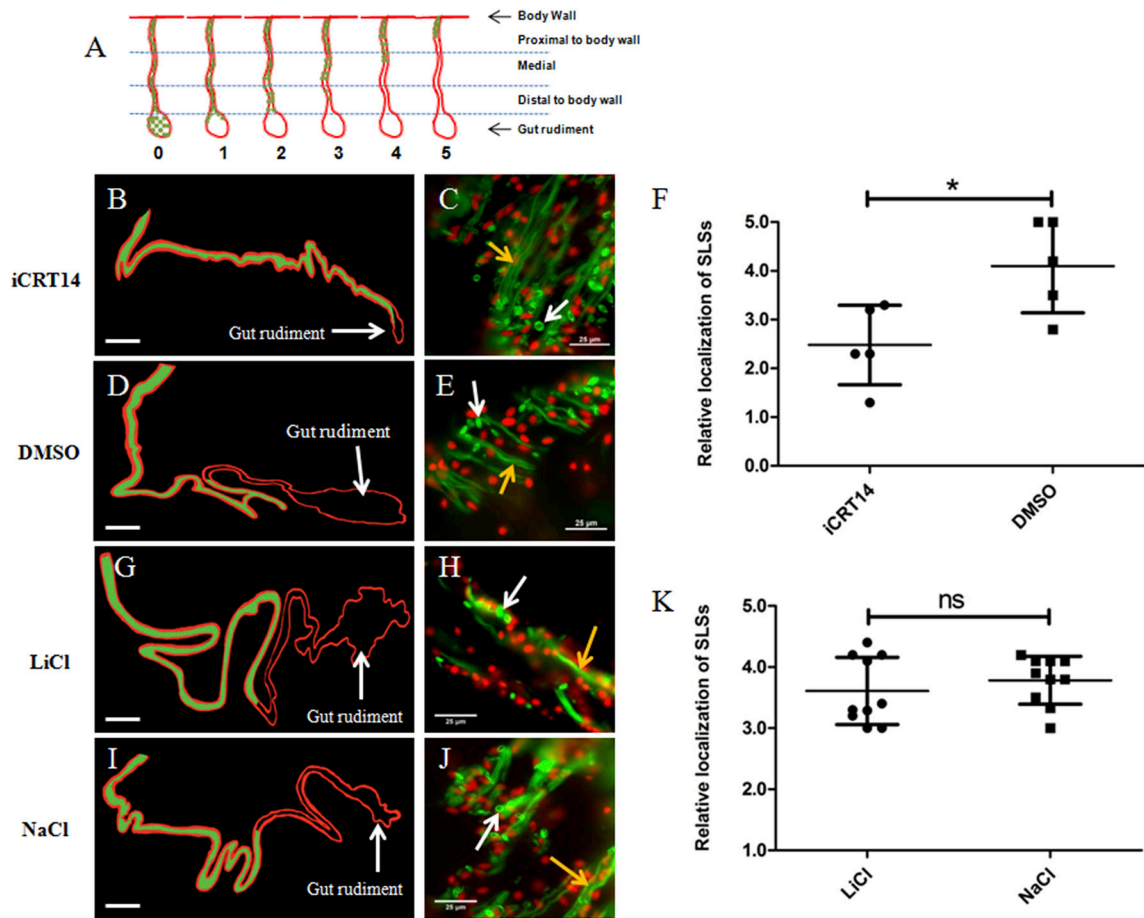 A
Body Wall
Proximal to body wall
Medial
Distal to body wall
Gut rudiment
0 1 2 3 4 5
iCRT14
B
Gut rudiment
C
25 µm
DMSO
D
Gut rudiment
E
25 µm
F
*
Relative localization of SLSs
5.0
4.0
3.0
2.0
1.0
0.0
iCRT14
DMSO
LiCl
G
Gut rudiment
H
25 µm
NaCl
I
Gut rudiment
J
25 µm
K
ns
Relative localization of SLSs
5.0
4.0
3.0
2.0
1.0
LiCl
NaCl